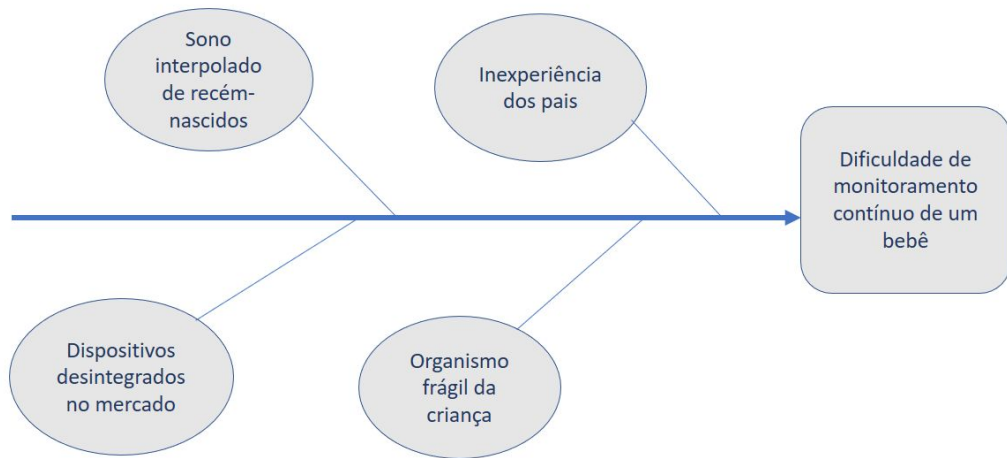 Sono
interpolado
de recém-
nascidos
Inexperiência
dos pais
Dificuldade de
monitoramento
contínuo de um
bebê
Dispositivos
desintegrados
no mercado
Organismo
frágil da
criança